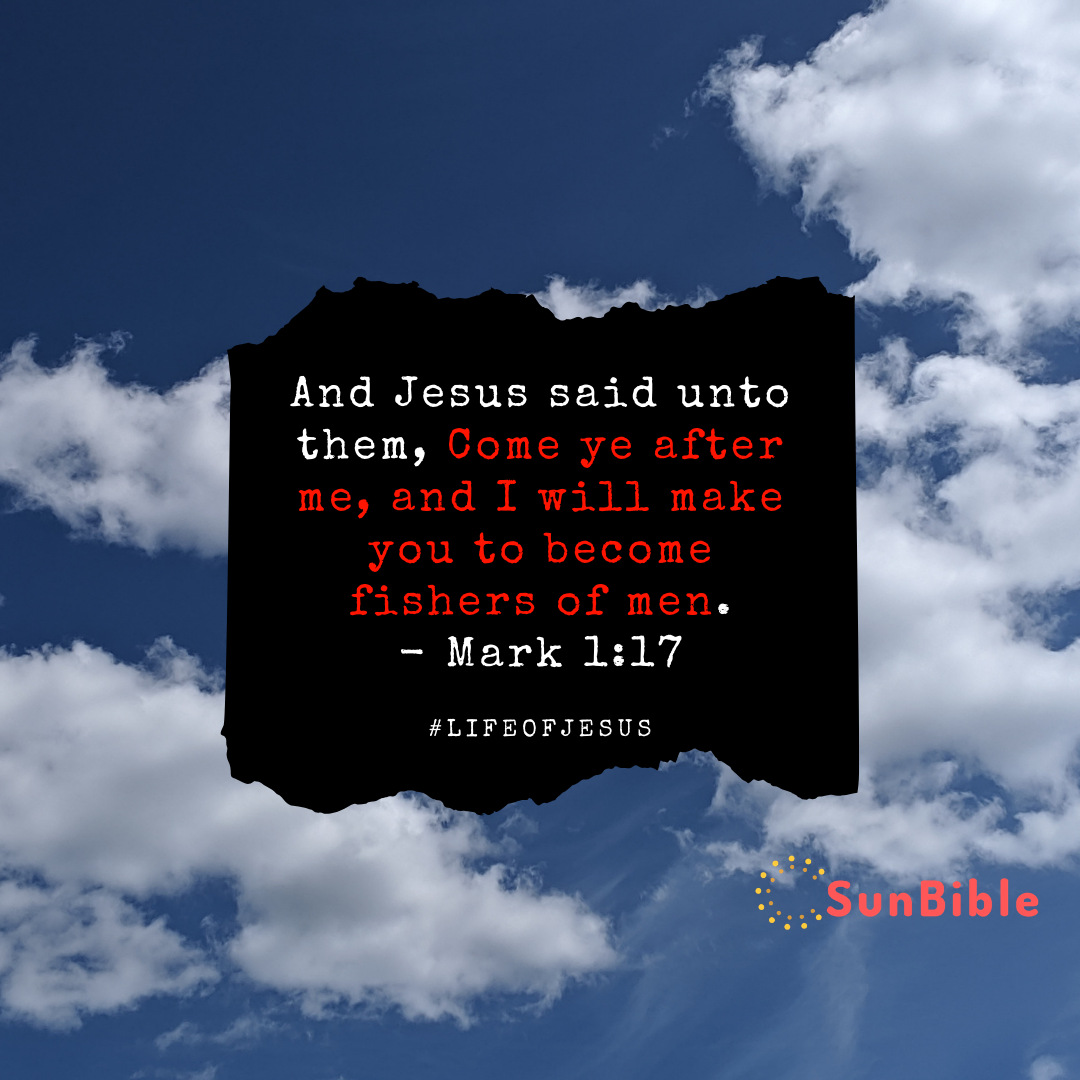 And Jesus said unto
them, Come ye after
me, and I will make
you to become
fishers of men.
- Mark 1:17
#LIFEOFJESUS
SunBible